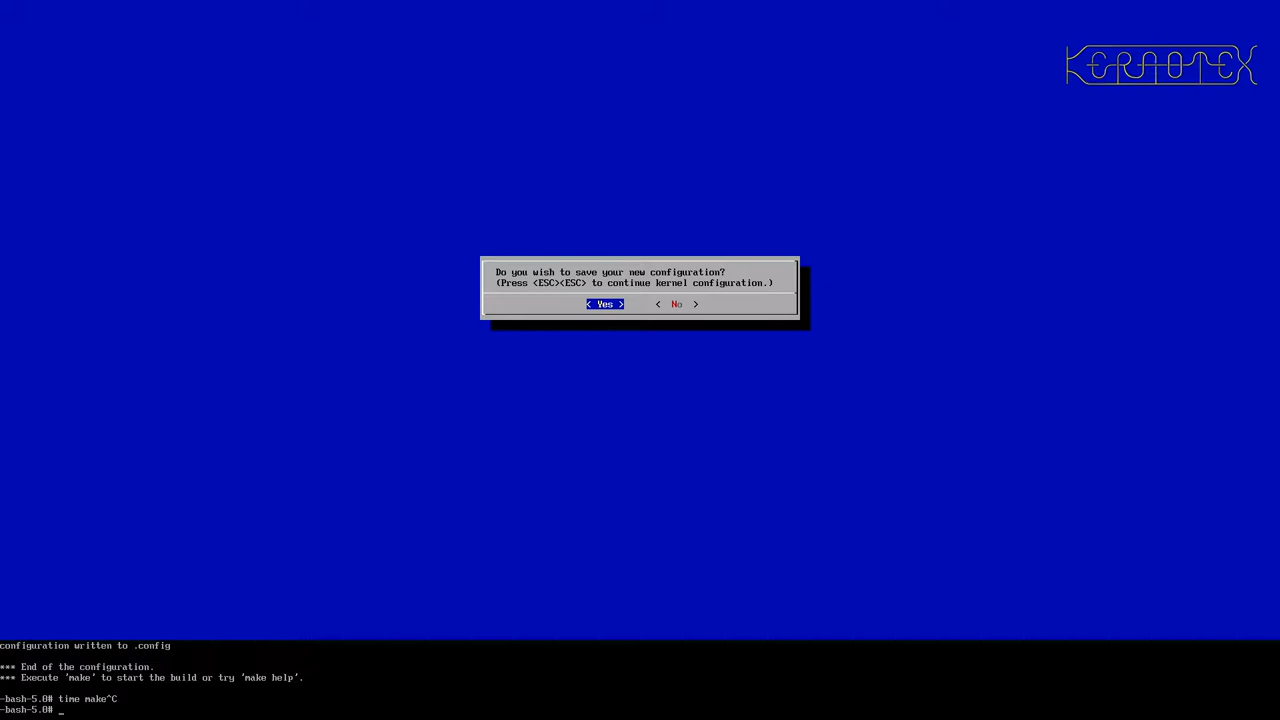 KERNOTEX
Do you wish to save your new configuration?
(Press <ESC><ESC> to continue kernel configuration.)
< Yes > < No >
configuration written to .config
*** End of the configuration.
*** Execute 'make' to start the build or try 'make help'.
-bash-5.0# time make^C
-bash-5.0# _